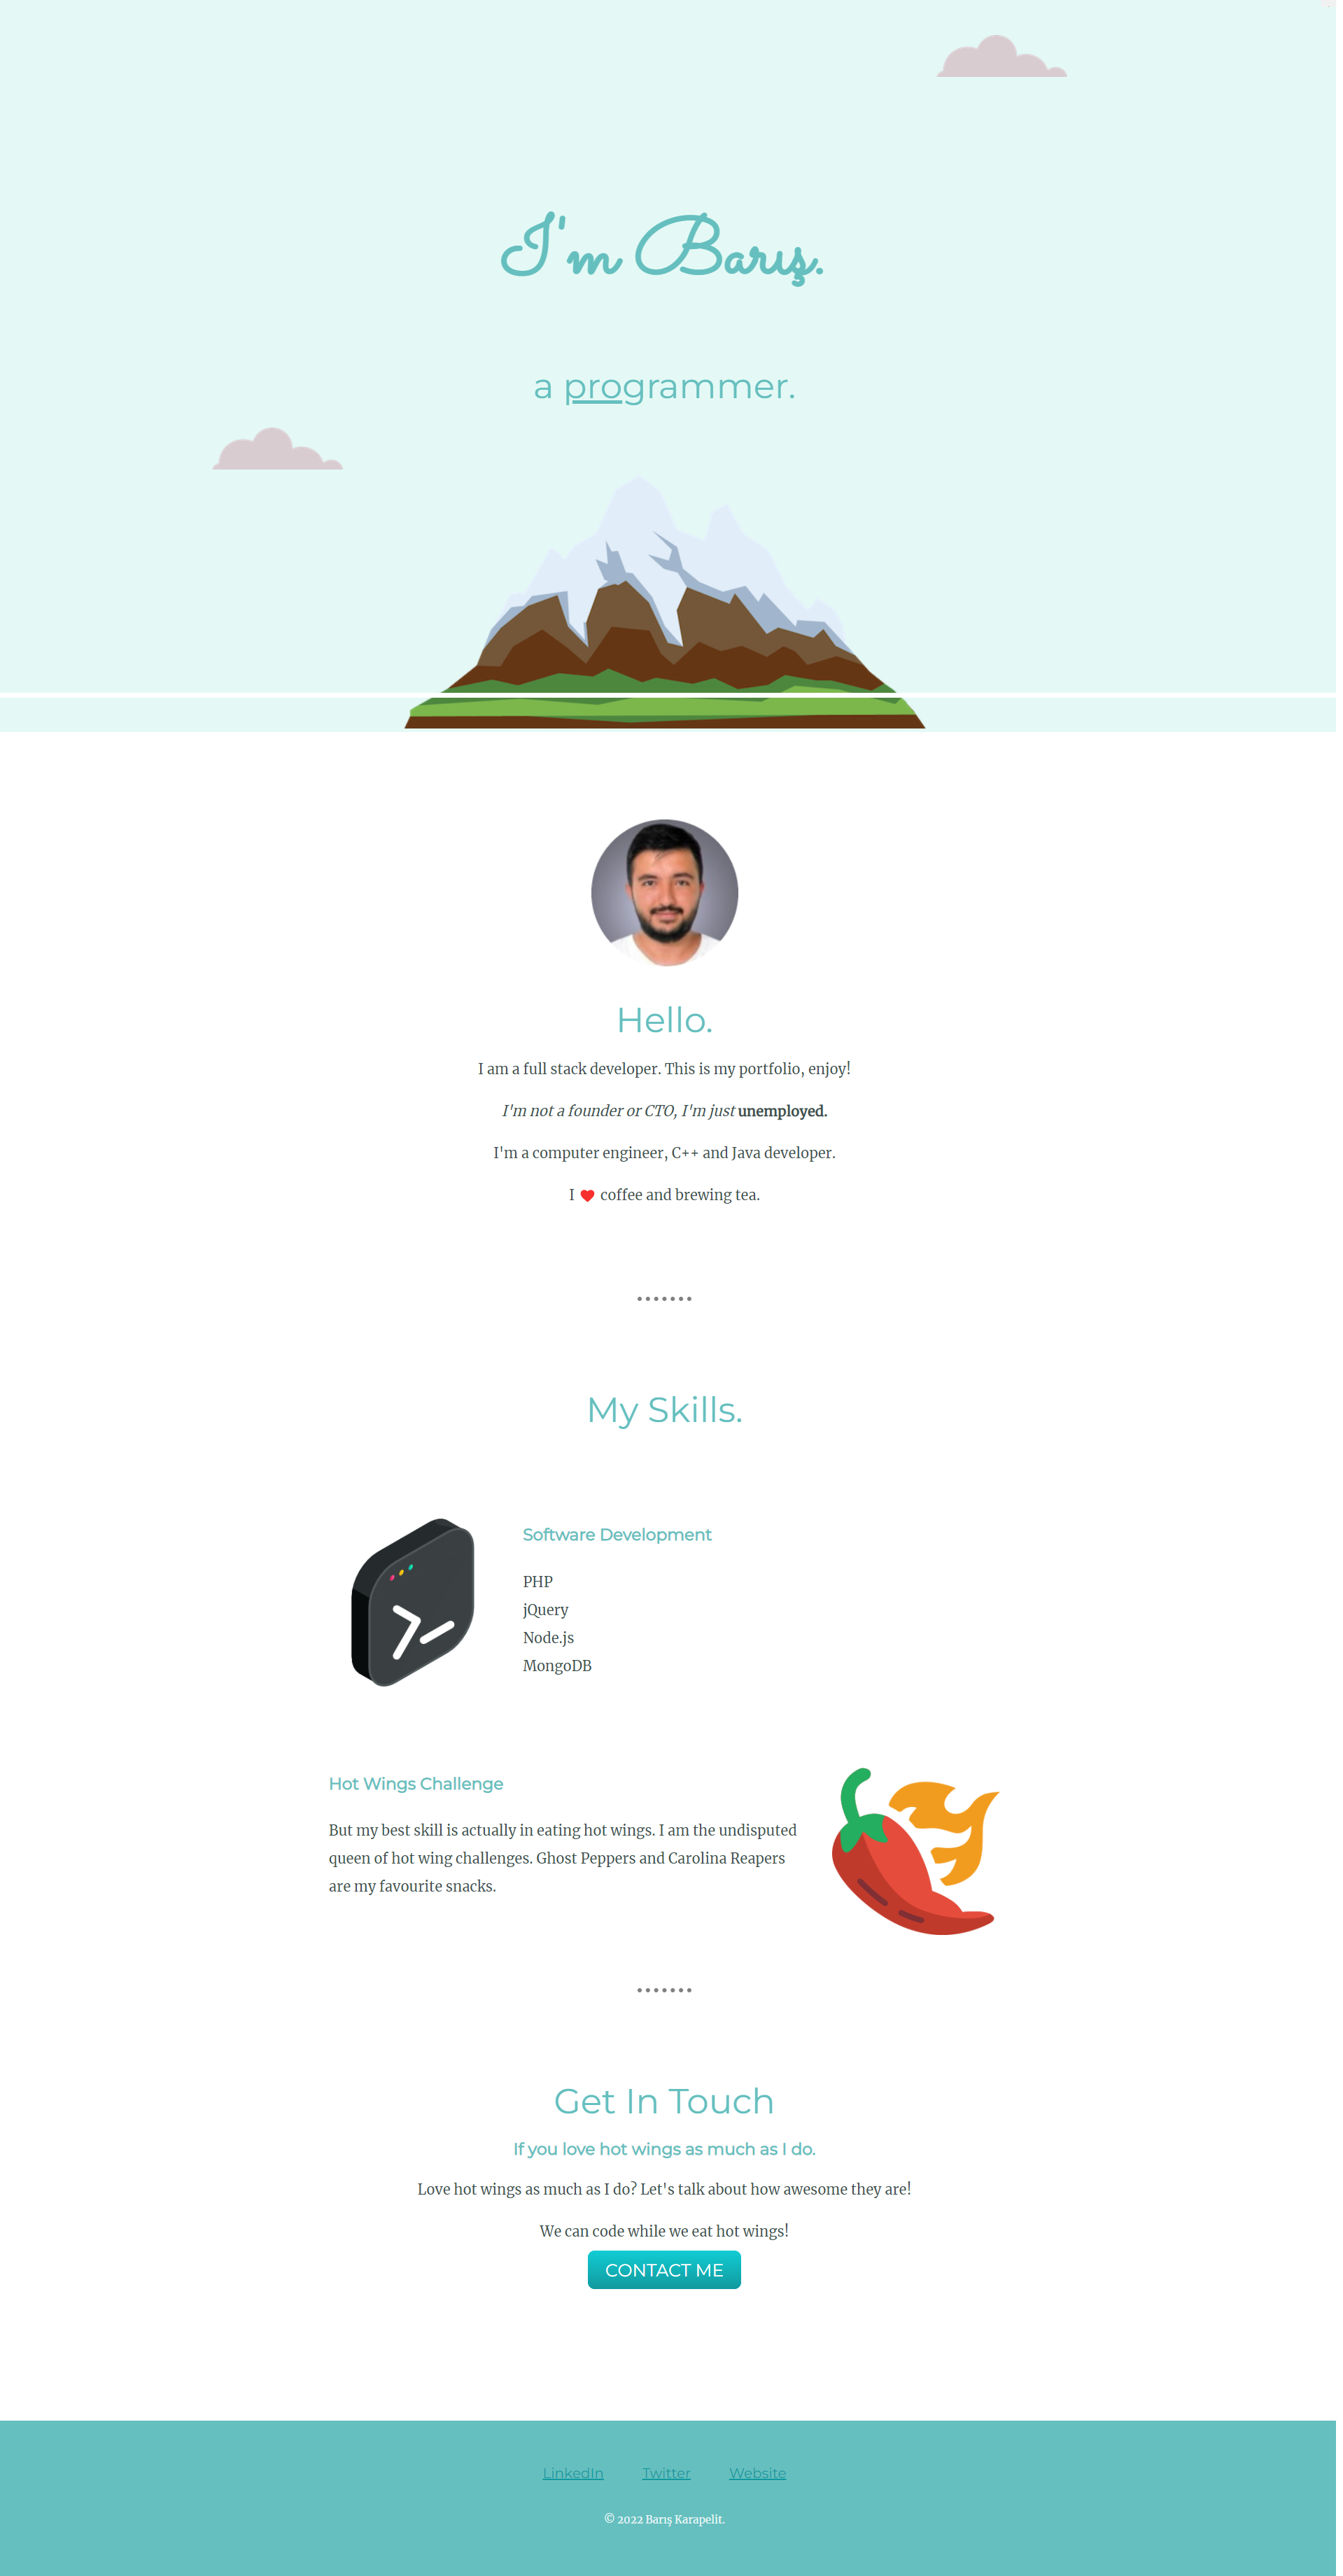 I'm Barış.
a programmer.
Hello.
I am a full stack developer. This is my portfolio, enjoy!
I'm not a founder or CTO, I'm just unemployed.
I'm a computer engineer, C++ and Java developer.
I ❤ coffee and brewing tea.
My Skills.
Software Development
PHP
jQuery
Node.js
MongoDB
Hot Wings Challenge
But my best skill is actually in eating hot wings. I am the undisputed
queen of hot wing challenges. Ghost Peppers and Carolina Reapers
are my favourite snacks.
Get In Touch
If you love hot wings as much as I do.
Love hot wings as much as I do? Let's talk about how awesome they are!
We can code while we eat hot wings!
CONTACT ME
LinkedIn Twitter Website
© 2022 Barış Karapelit.